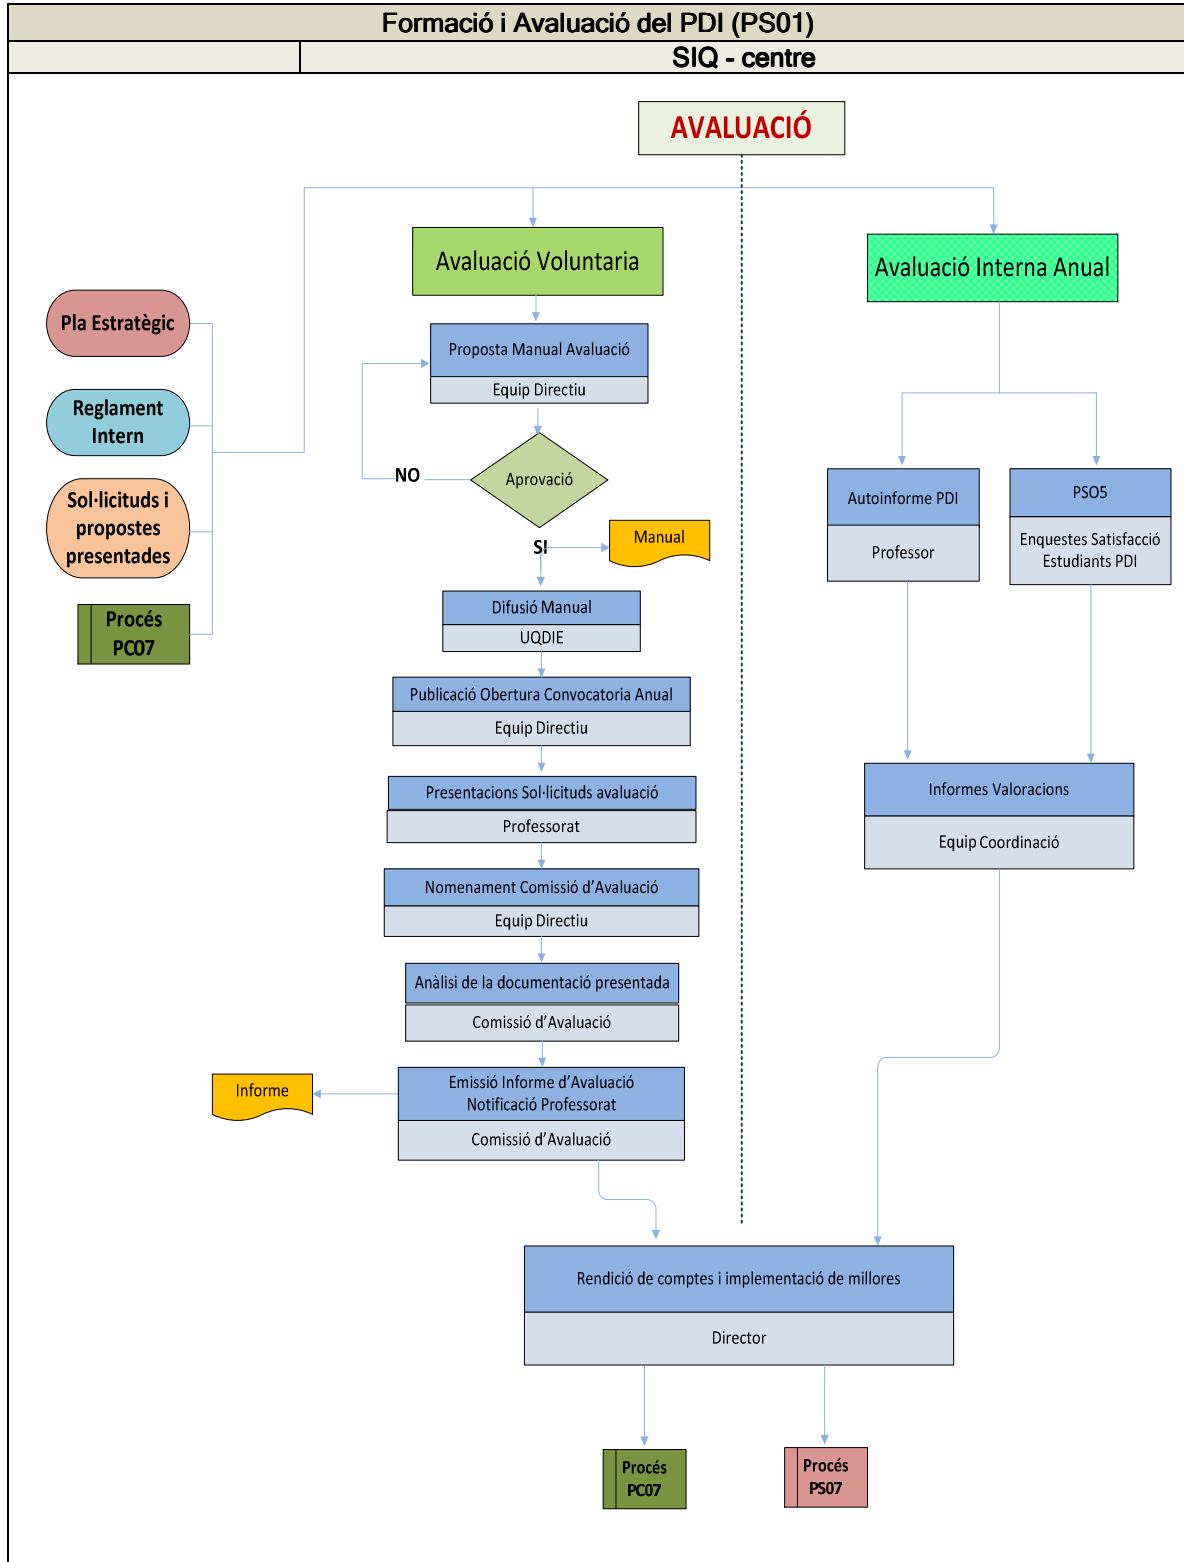 Formació i Avaluació del PDI (PS01)
SIQ - centre
AVALUACIÓ
Avaluació Voluntaria
Avaluació Interna Anual
Pla Estratègic
Reglament
Intern
Sol·licituds i
propostes
presentades
Procés
PC07
Proposta Manual Avaluació
Equip Directiu
Aprovació
NO
SI
Manual
Difusió Manual
UQDIE
Publicació Obertura Convocatoria Anual
Equip Directiu
Presentacions Sol·licituds avaluació
Professorat
Nomenament Comissió d'Avaluació
Equip Directiu
Anàlisi de la documentació presentada
Comissió d'Avaluació
Emissió Informe d'Avaluació
Notificació Professorat
Comissió d'Avaluació
Informe
Autoinforme PDI
Professor
PSO5
Enquestes Satisfacció
Estudiants PDI
Informes Valoracions
Equip Coordinació
Rendició de comptes i implementació de millores
Director
Procés
PC07
Procés
PS07